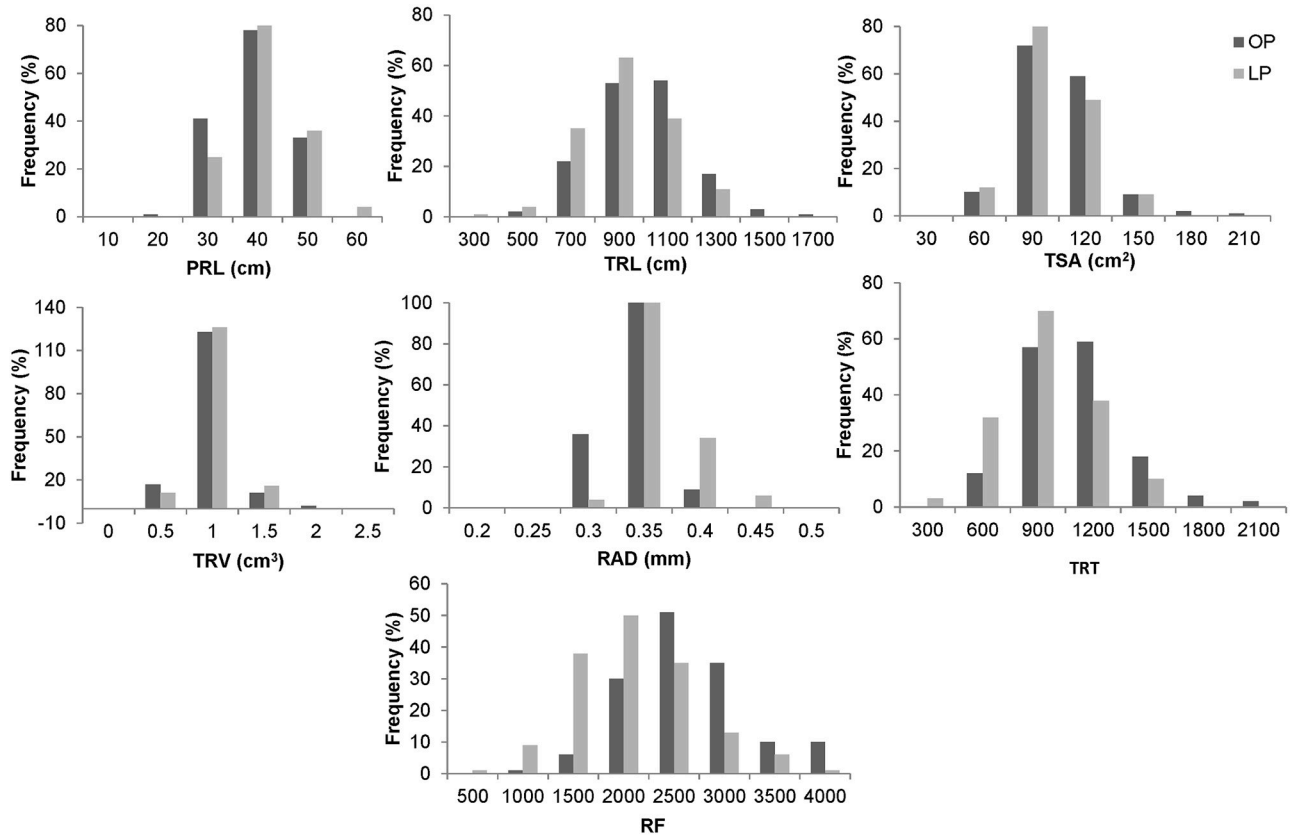 Frequency (%)
80
60
40
20
0
10 20 30 40 50 60
PRL (cm)
Frequency (%)
80
60
40
20
0
300 500 700 900 1100 1300 1500 1700
TRL (cm)
Frequency (%)
80
60
40
20
0
30 60 90 120 150 180 210
TSA (cm²)
OP
LP
Frequency (%)
140
110
80
50
20
-10
0 0.5 1 1.5 2 2.5
TRV (cm³)
Frequency (%)
100
80
60
40
20
0
0.2 0.25 0.3 0.35 0.4 0.45 0.5
RAD (mm)
Frequency (%)
80
60
40
20
0
300 600 900 1200 1500 1800 2100
TRT
Frequency (%)
60
50
40
30
20
10
0
500 1000 1500 2000 2500 3000 3500 4000
RF